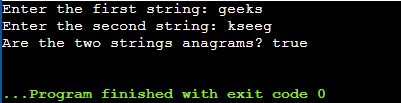 Enter the first string: geeks
Enter the second string: kseeg
Are the two strings anagrams? true
...Program finished with exit code 0